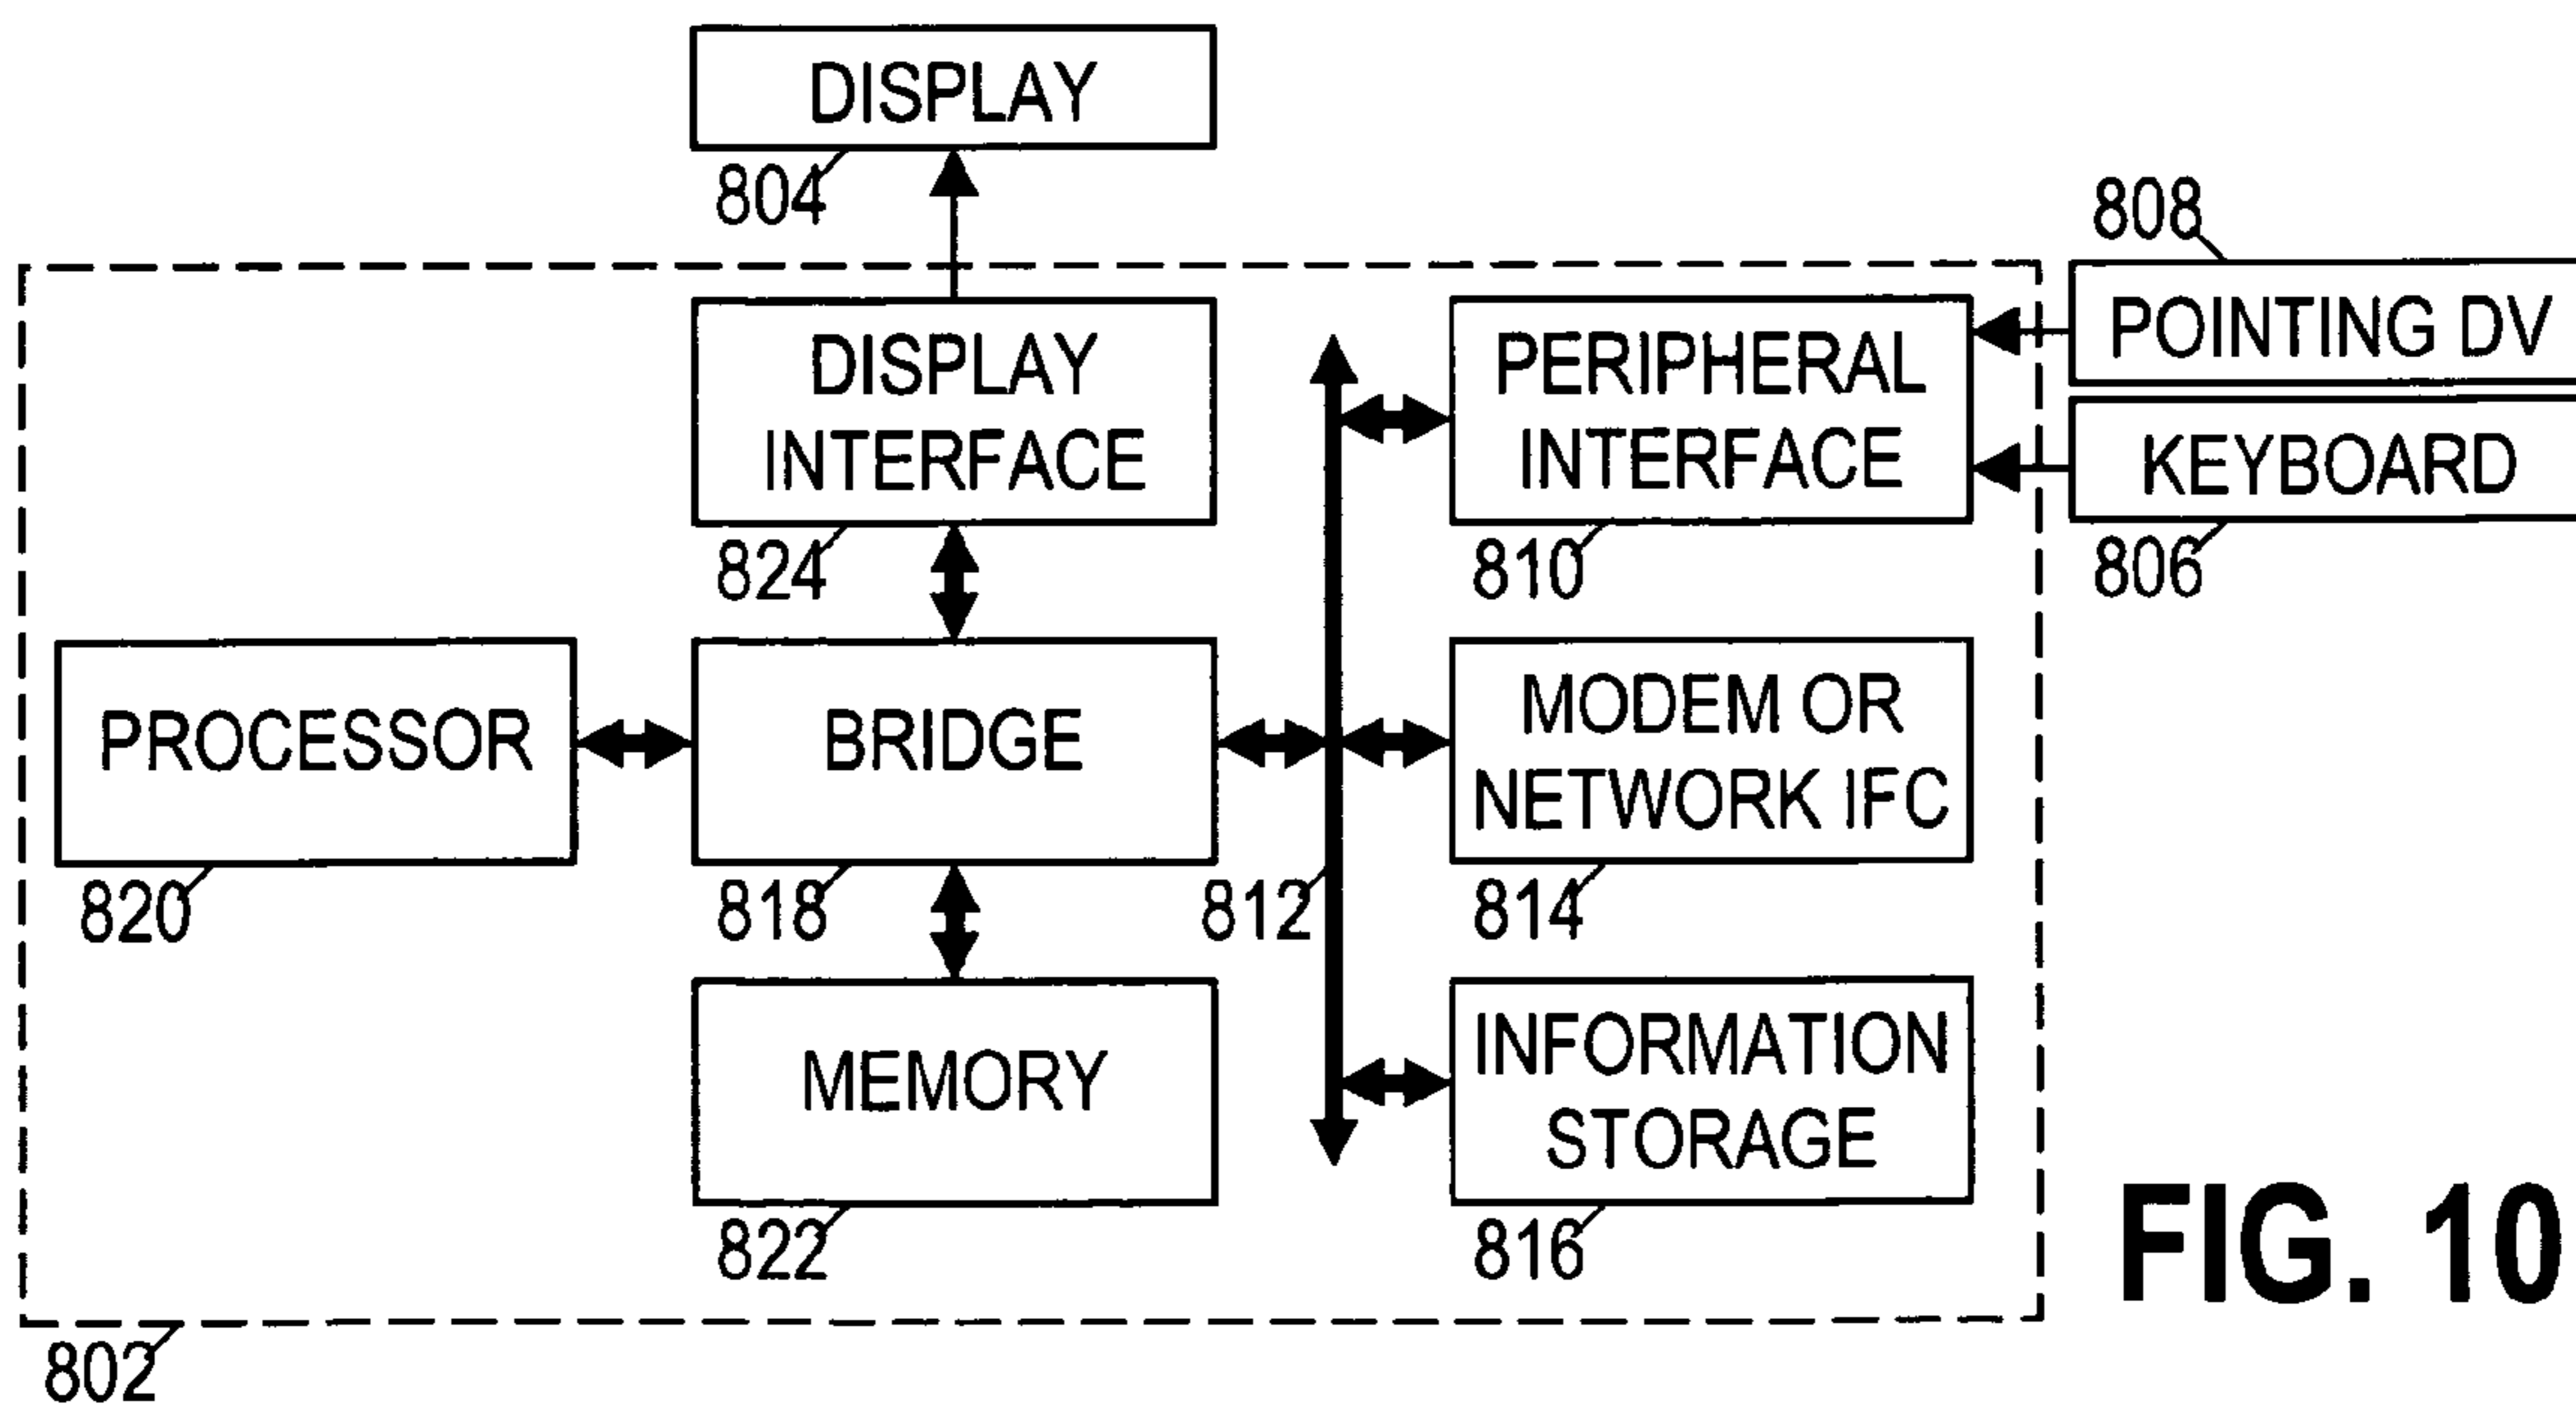 DISPLAY
804
808
POINTING DV
KEYBOARD
806
DISPLAY
INTERFACE
824
PERIPHERAL
INTERFACE
810
PROCESSOR
820
BRIDGE
818
812
MODEM OR
NETWORK IFC
814
MEMORY
822
INFORMATION
STORAGE
816
802
FIG. 10